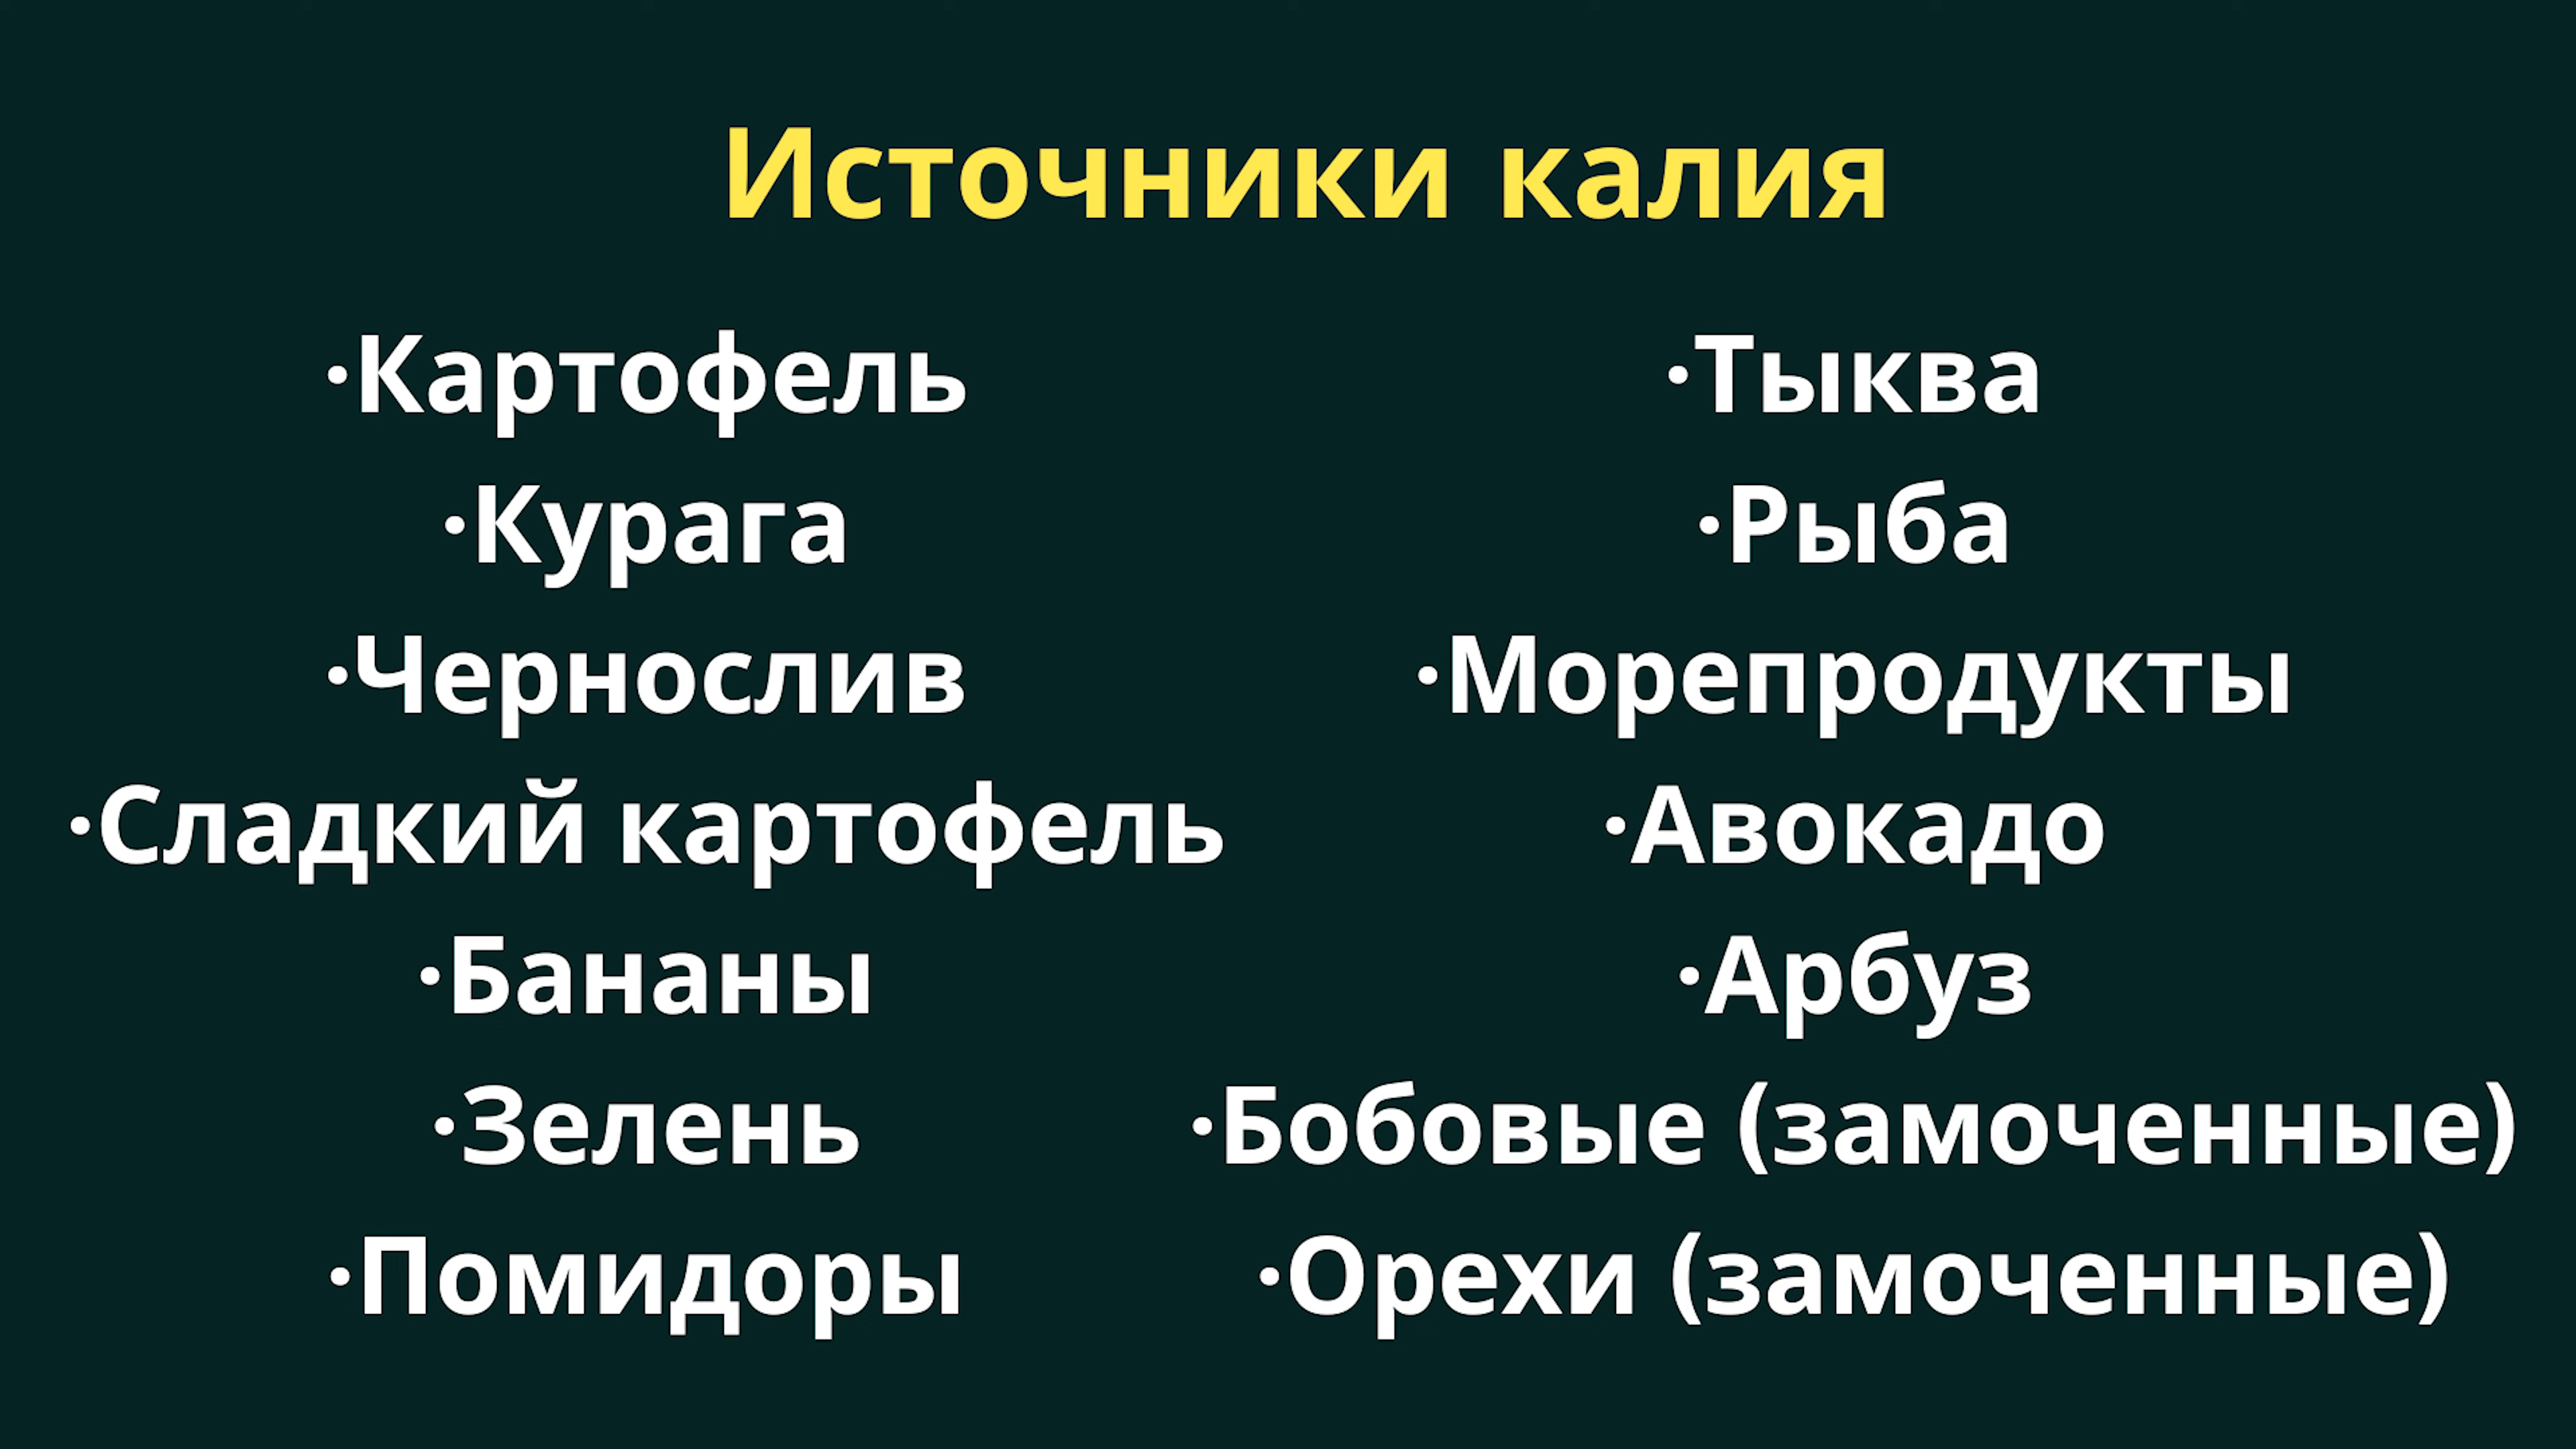 Источники калия
·Картофель
·Курага
·Чернослив
·Сладкий картофель
·Бананы
·Зелень
·Помидоры
·Тыква
·Рыба
·Морепродукты
·Авокадо
·Арбуз
·Бобовые (замоченные)
·Орехи (замоченные)